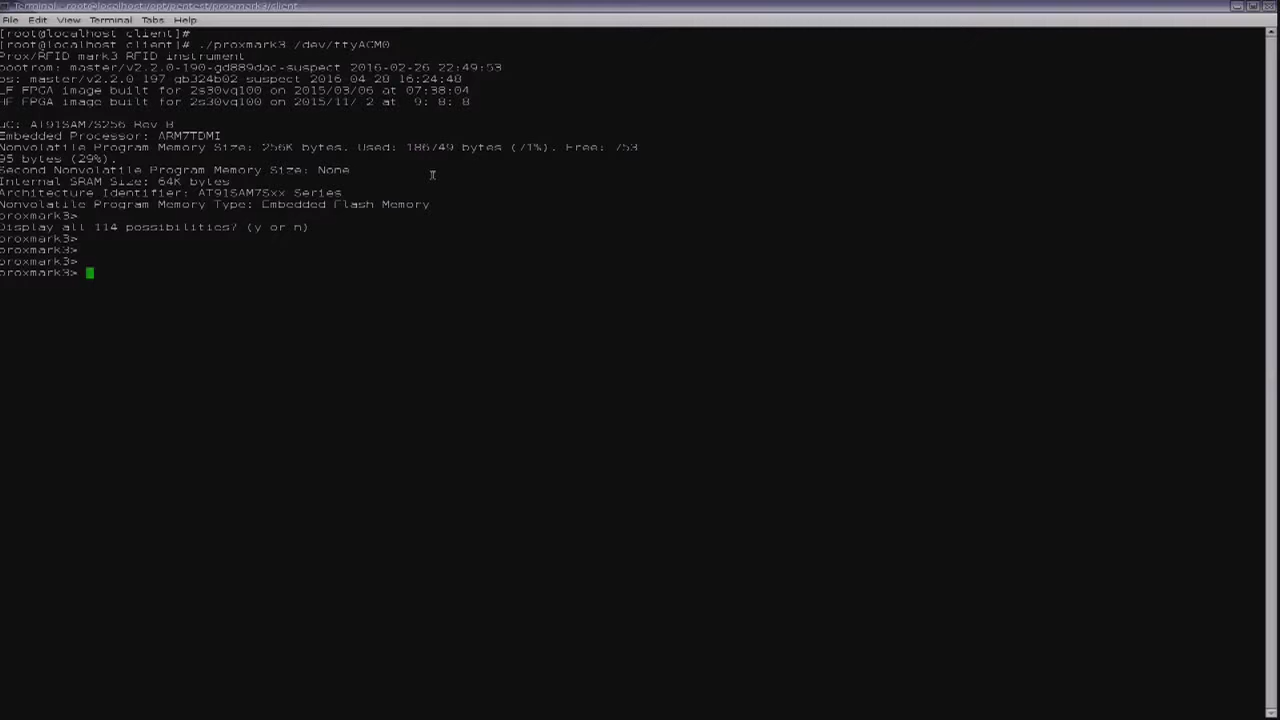 Terminal - root@localhost:/opt/pentest/proxmark3/client
File Edit View Terminal Tabs Help
[root@localhost client]#
[root@localhost client]# ./proxmark3 /dev/ttyACM0
Prox/RFID mark3 RFID instrument
bootrom: master/v2.2.0-190-gd889dac-suspect 2016-02-26 22:49:53
os: master/v2.2.0-197-gb324b02-suspect 2016-04-28 16:24:48
LF FPGA image built for 2s30vq100 on 2015/03/06 at 07:38:04
HF FPGA image built for 2s30vq100 on 2015/11/ 2 at  9: 8: 8
uC: AT91SAM7S256 Rev B
Embedded Processor: ARM7TDMI
Nonvolatile Program Memory Size: 256K bytes. Used: 186749 bytes (71%). Free: 753
95 bytes (29%).
Second Nonvolatile Program Memory Size: None
Internal SRAM Size: 64K bytes
Architecture Identifier: AT91SAM7Sxx Series
Nonvolatile Program Memory Type: Embedded Flash Memory
proxmark3>
Display all 114 possibilities? (y or n)
proxmark3>
proxmark3>
proxmark3>
proxmark3>